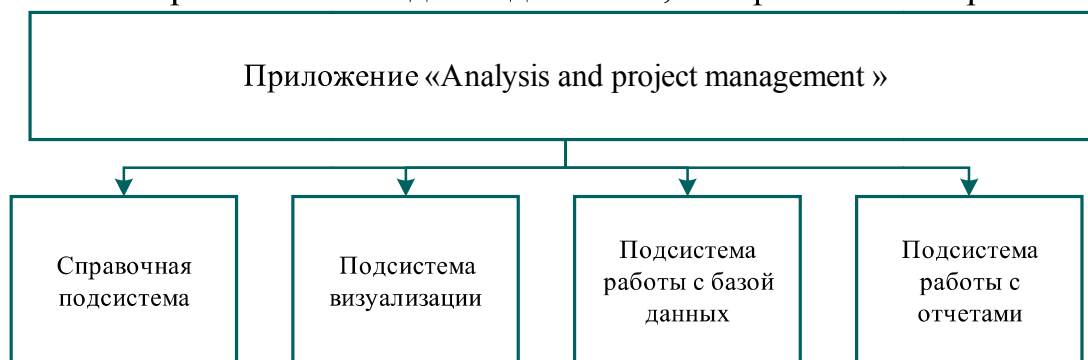 Приложение «Analysis and project management »
Справочная
подсистема
Подсистема
визуализации
Подсистема
работы с базой
данных
Подсистема
работы с
отчетами